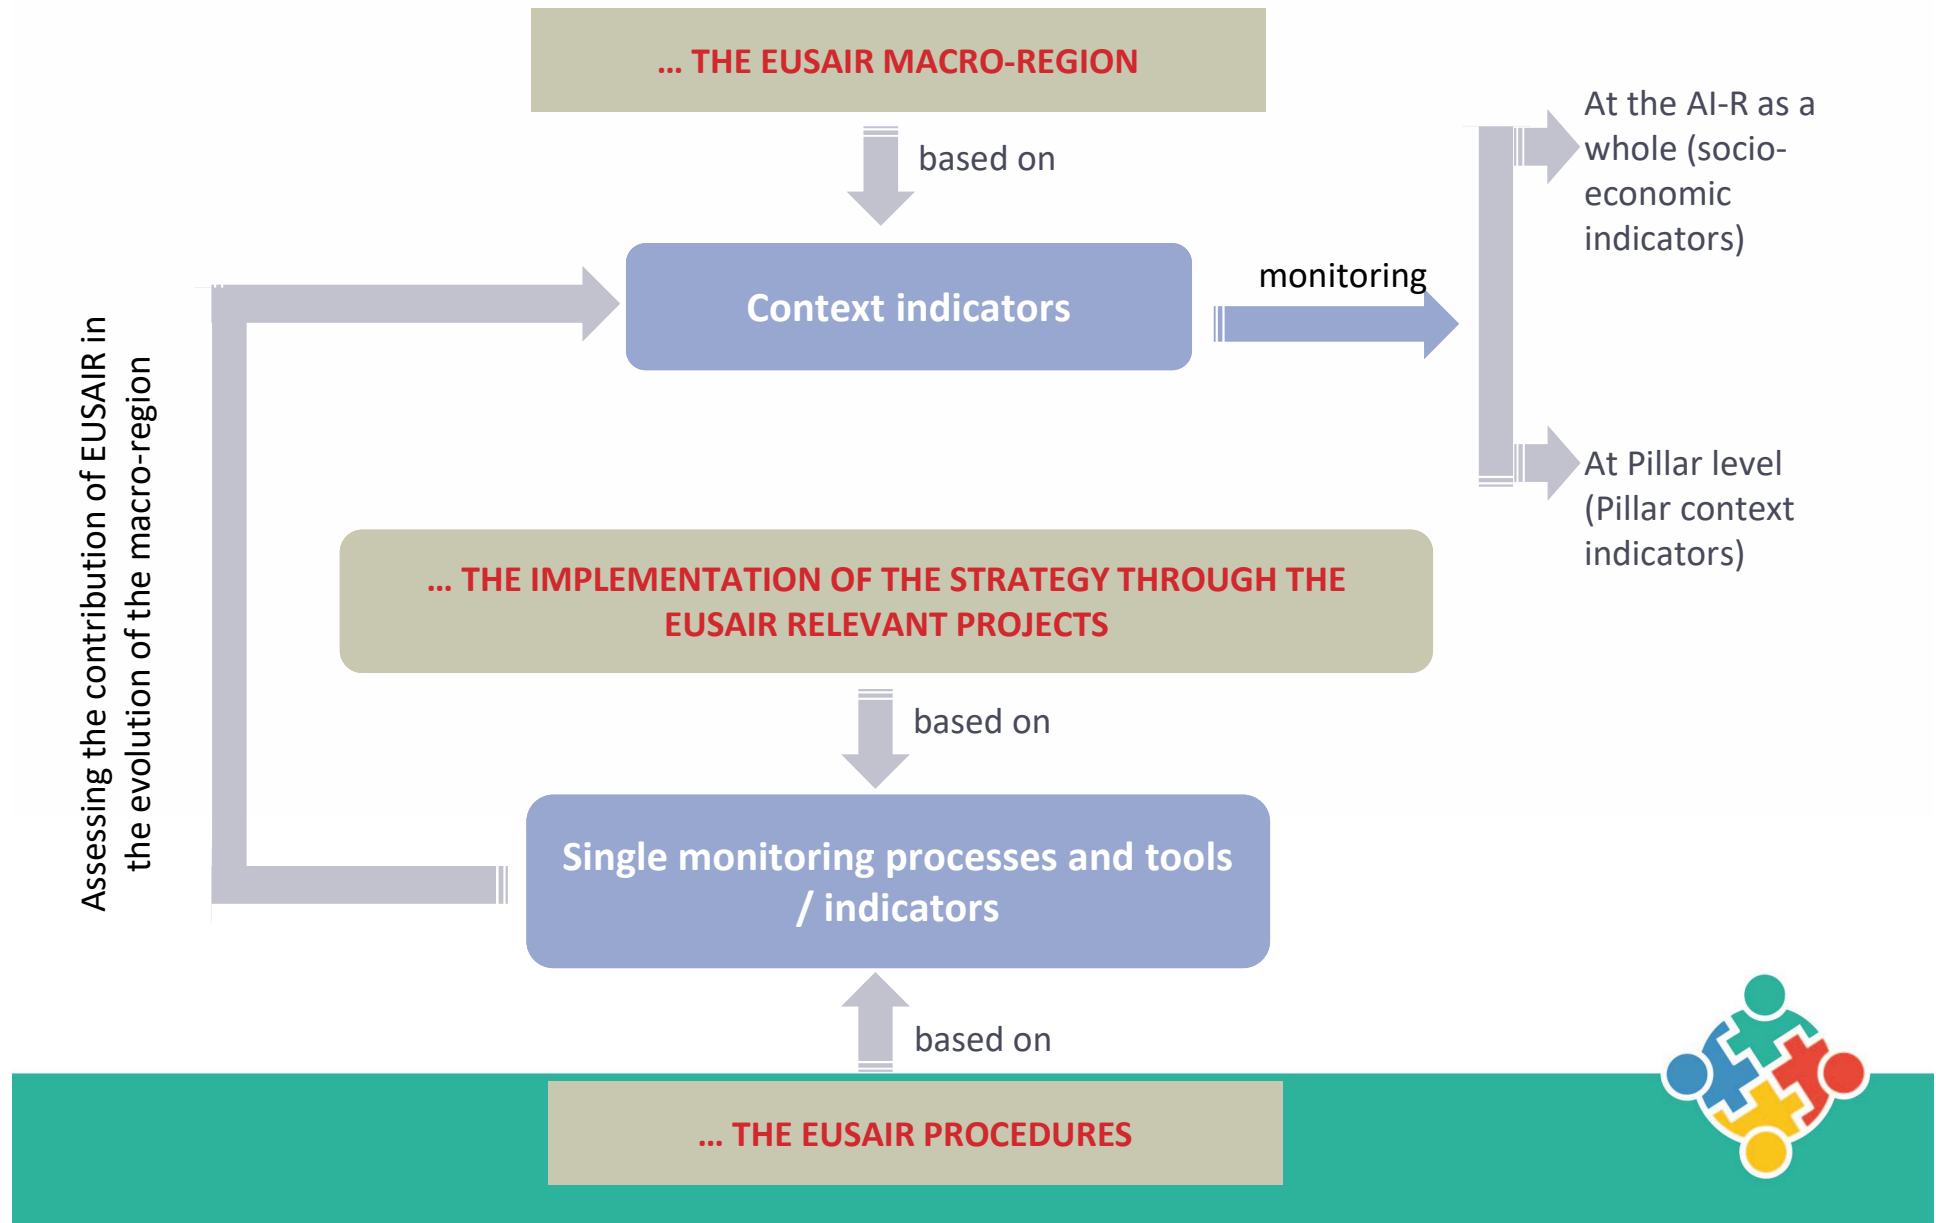 ... THE EUSAIR MACRO-REGION
based on
At the AI-R as a
whole (socio-
economic
indicators)
Context indicators
monitoring
Assessing the contribution of EUSAIR in
the evolution of the macro-region
At Pillar level
(Pillar context
indicators)
... THE IMPLEMENTATION OF THE STRATEGY THROUGH THE
EUSAIR RELEVANT PROJECTS
based on
Single monitoring processes and tools
/ indicators
based on
... THE EUSAIR PROCEDURES